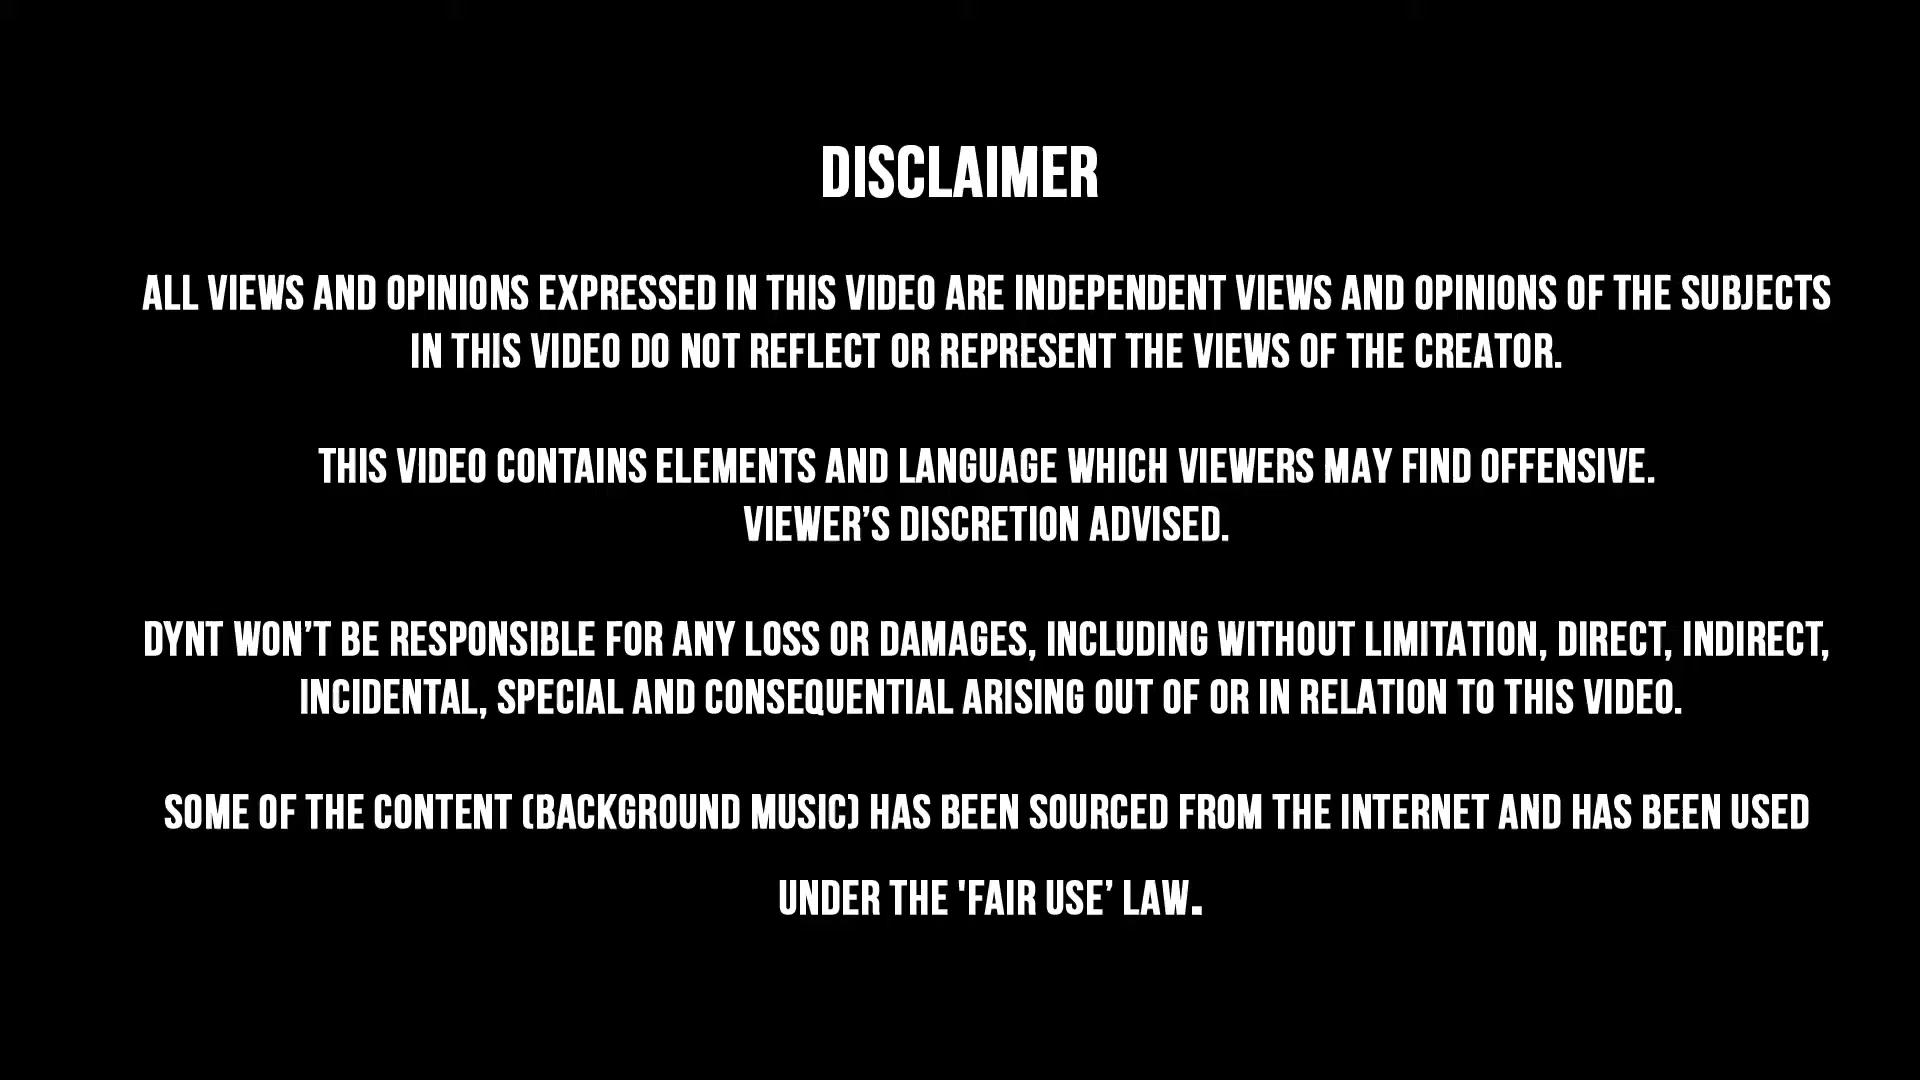 DISCLAIMER
ALL VIEWS AND OPINIONS EXPRESSED IN THIS VIDEO ARE INDEPENDENT VIEWS AND OPINIONS OF THE SUBJECTS
IN THIS VIDEO DO NOT REFLECT OR REPRESENT THE VIEWS OF THE CREATOR.
THIS VIDEO CONTAINS ELEMENTS AND LANGUAGE WHICH VIEWERS MAY FIND OFFENSIVE.
VIEWER’S DISCRETION ADVISED.
DYNT WON’T BE RESPONSIBLE FOR ANY LOSS OR DAMAGES, INCLUDING WITHOUT LIMITATION, DIRECT, INDIRECT,
INCIDENTAL, SPECIAL AND CONSEQUENTIAL ARISING OUT OF OR IN RELATION TO THIS VIDEO.
SOME OF THE CONTENT (BACKGROUND MUSIC) HAS BEEN SOURCED FROM THE INTERNET AND HAS BEEN USED
UNDER THE 'FAIR USE’ LAW.